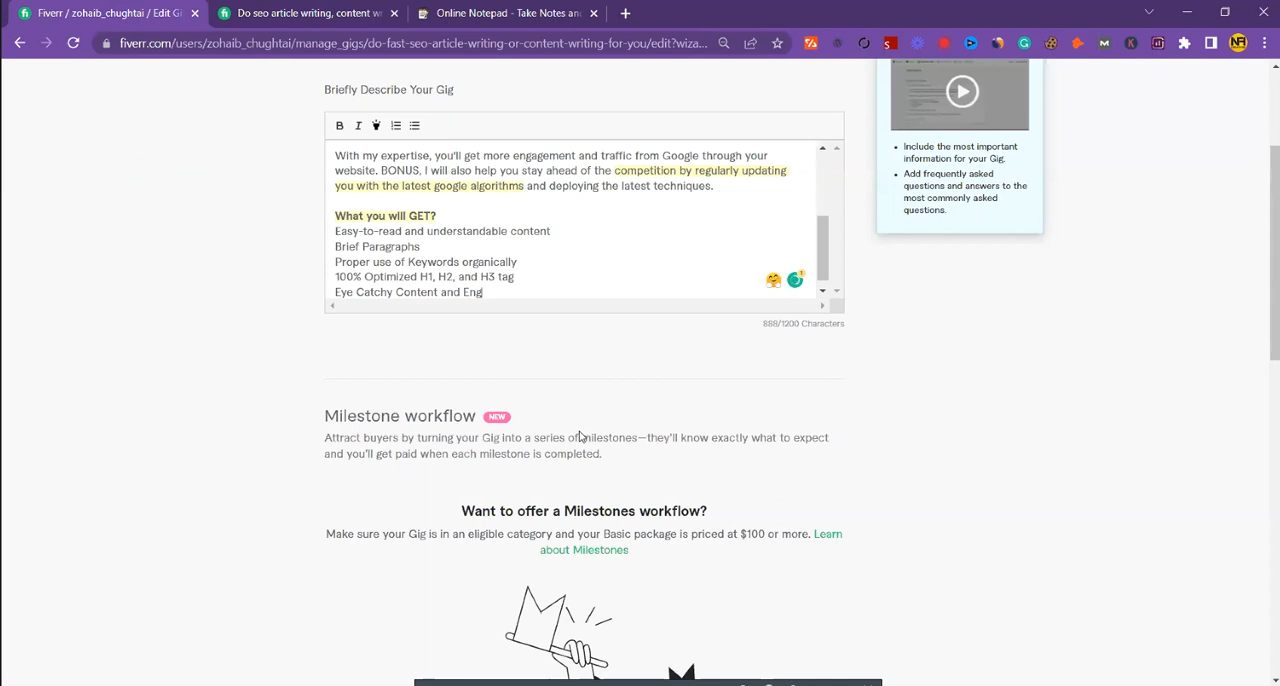 Fiverr / zohaib_chughtai / Edit Gi
Do seo article writing, content w
Online Notepad - Take Notes an
fiverr.com/users/zohaib_chughtai/manage_gigs/do-fast-seo-article-writing-or-content-writing-for-you/edit?wiza...
Briefly Describe Your Gig
B I
With my expertise, you'll get more engagement and traffic from Google through your
website. BONUS, I will also help you stay ahead of the competition by regularly updating
you with the latest google algorithms and deploying the latest techniques.
What you will GET?
Easy-to-read and understandable content
Brief Paragraphs
Proper use of Keywords organically
100% Optimized H1, H2, and H3 tag
Eye Catchy Content and Eng
888/1200 Characters
Include the most important
information for your Gig.
Add frequently asked
questions and answers to the
most commonly asked
questions.
Milestone workflow NEW
Attract buyers by turning your Gig into a series of milestones—they'll know exactly what to expect
and you'll get paid when each milestone is completed.
Want to offer a Milestones workflow?
Make sure your Gig is in an eligible category and your Basic package is priced at $100 or more. Learn
about Milestones